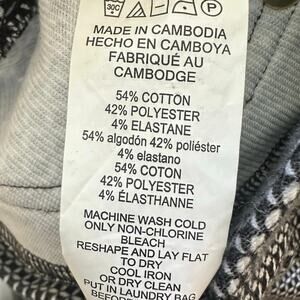 30C
P
MADE IN CAMBODIA
HECHO EN CAMBOYA
FABRIQUÉ AU
CAMBODGE
54% COTTON
42% POLYESTER
4% ELASTANE
54% algodón 42% poliéster
4% elastano
54% COTON
42% POLYESTER
4% ÉLASTHANNE
MACHINE WASH COLD
ONLY NON-CHLORINE
BLEACH
RESHAPE AND LAY FLAT
TO DRY
COOL IRON
OR DRY CLEAN
PUT IN LAUNDRY BAG